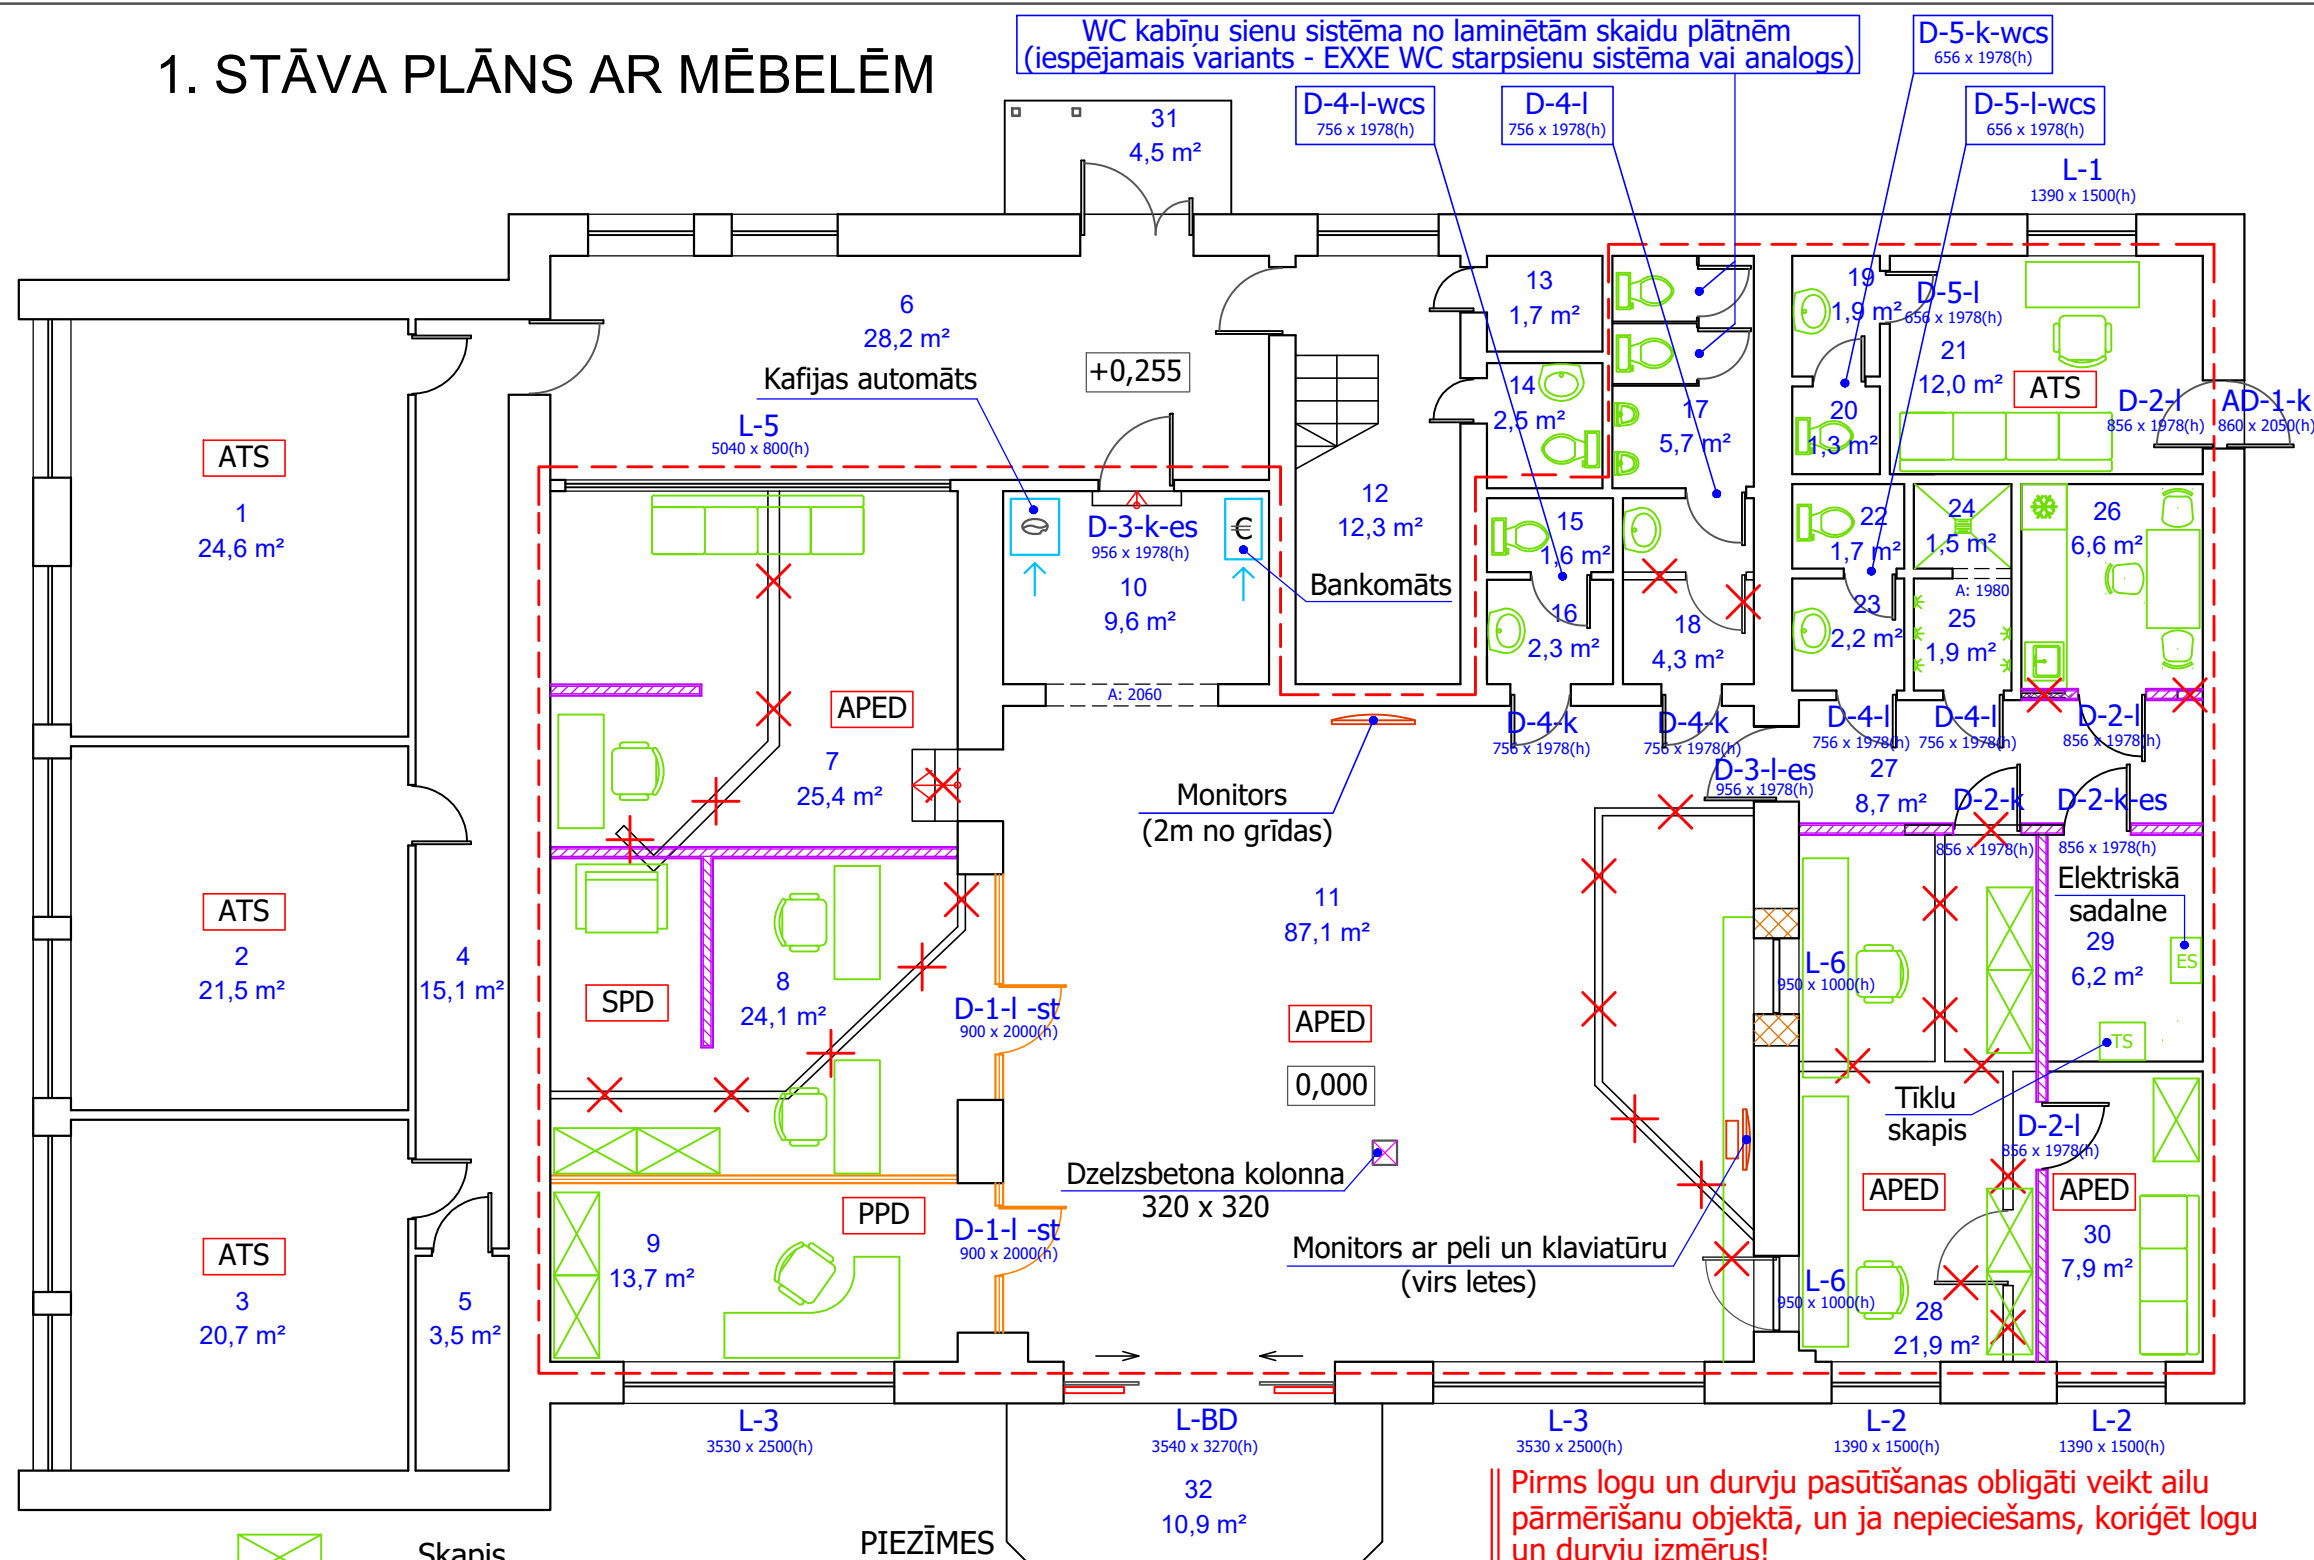 1. STĀVA PLĀNS AR MĒBELĒM
WC kabīņu sienu sistēma no laminētām skaidu plātnēm
(iespējamais variants - EXXE WC starpsienu sistēma vai analogs)
D-5-k-wcs
656 x 1978(h)
D-4-l-wcs
756 x 1978(h)
D-4-l
756 x 1978(h)
D-5-l-wcs
656 x 1978(h)
31
4,5 m²
L-1
1390 x 1500(h)
6
28,2 m²
+0,255
Kafijas automāts
L-5
5040 x 800(h)
13
1,7 m²
14
2,5 m²
17
5,7 m²
19
1,9 m²
D-5-l
656 x 1978(h)
21
12,0 m²
ATS
20
1,3 m²
D-2-l
856 x 1978(h)
AD-1-k
860 x 2050(h)
ATS
1
24,6 m²
D-3-k-es
956 x 1978(h)
€
10
9,6 m²
Bankomāts
A: 2060
12
12,3 m²
15
1,6 m²
16
2,3 m²
18
4,3 m²
22
1,7 m²
23
2,2 m²
24
1,5 m²
A: 1980
25
1,9 m²
26
6,6 m²
APED
7
25,4 m²
D-4-k
756 x 1978(h)
D-4-k
756 x 1978(h)
D-4-l
756 x 1978(h)
D-4-l
756 x 1978(h)
D-2-l
856 x 1978(h)
Monitors
(2m no grīdas)
D-3-l-es
956 x 1978(h)
27
8,7 m²
D-2-k
856 x 1978(h)
D-2-k-es
856 x 1978(h)
ATS
2
21,5 m²
4
15,1 m²
SPD
8
24,1 m²
D-1-l -st
900 x 2000(h)
11
87,1 m²
APED
0,000
L-6
950 x 1000(h)
Elektriskā
sadalne
29
6,2 m²
ES
TS
Tīklu
skapis
D-2-l
856 x 1978(h)
Dzelzsbetona kolonna
320 x 320
ATS
3
20,7 m²
5
3,5 m²
9
13,7 m²
PPD
D-1-l -st
900 x 2000(h)
Monitors ar peli un klaviatūru
(virs letes)
APED
L-6
950 x 1000(h)
28
21,9 m²
APED
30
7,9 m²
L-3
3530 x 2500(h)
L-BD
3540 x 3270(h)
L-3
3530 x 2500(h)
L-2
1390 x 1500(h)
L-2
1390 x 1500(h)
32
10,9 m²
Pirms logu un durvju pasūtīšanas obligāti veikt ailu
pārmērīšanu objektā, un ja nepieciešams, koriģēt logu
un durvju izmērus!
Skapis
PIEZĪMES